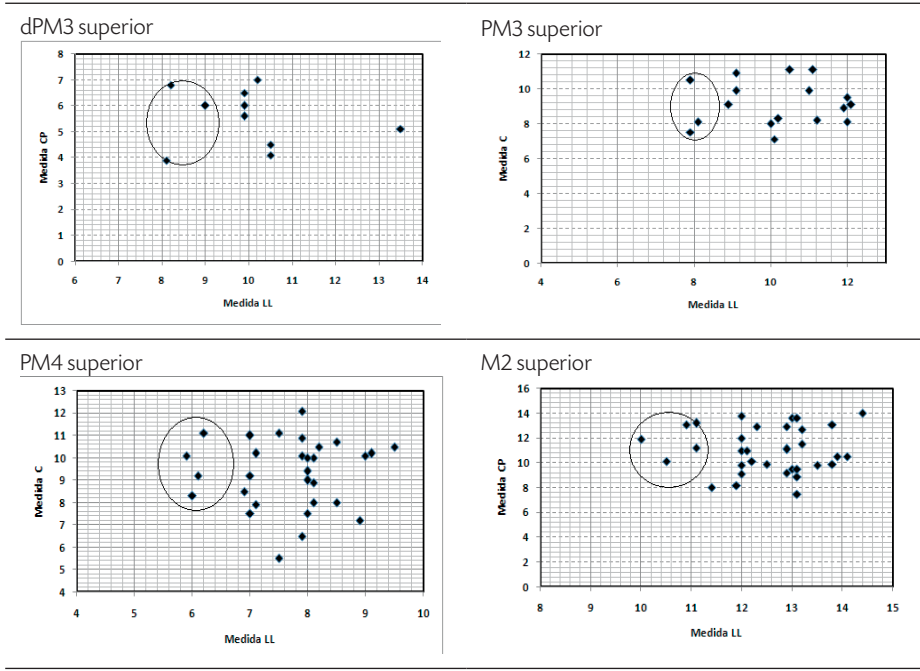 dPM3 superior
8
7
6
5
4
3
2
1
0
6 7 8 9 10 11 12 13 14
Medida CP
Medida LL
PM3 superior
12
10
8
6
4
2
0
4 6 8 10 12
Medida C
Medida LL
PM4 superior
13
12
11
10
9
8
7
6
5
4
4 5 6 7 8 9 10
Medida C
Medida LL
M2 superior
16
14
12
10
8
6
4
2
0
8 9 10 11 12 13 14 15
Medida CP
Medida LL